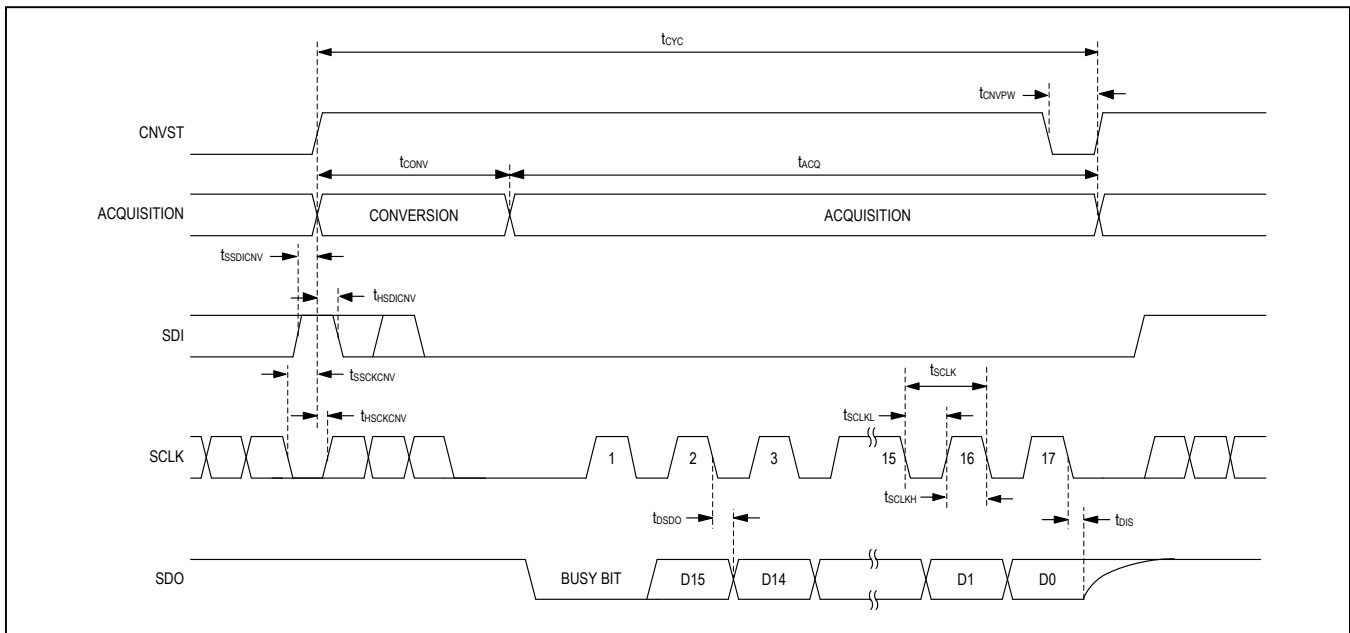 tCYC
tCNVPW
CNVST
tCONV
tACQ
ACQUISITION
CONVERSION
ACQUISITION
tSSDICNV
tHSDICNV
SDI
tSSCKCNV
tSCLK
tHSCKCNV
tSCLKL
SCLK
1
2
3
15
16
17
tSCLKH
tDSDO
tDIS
SDO
BUSY BIT
D15
D14
D1
D0